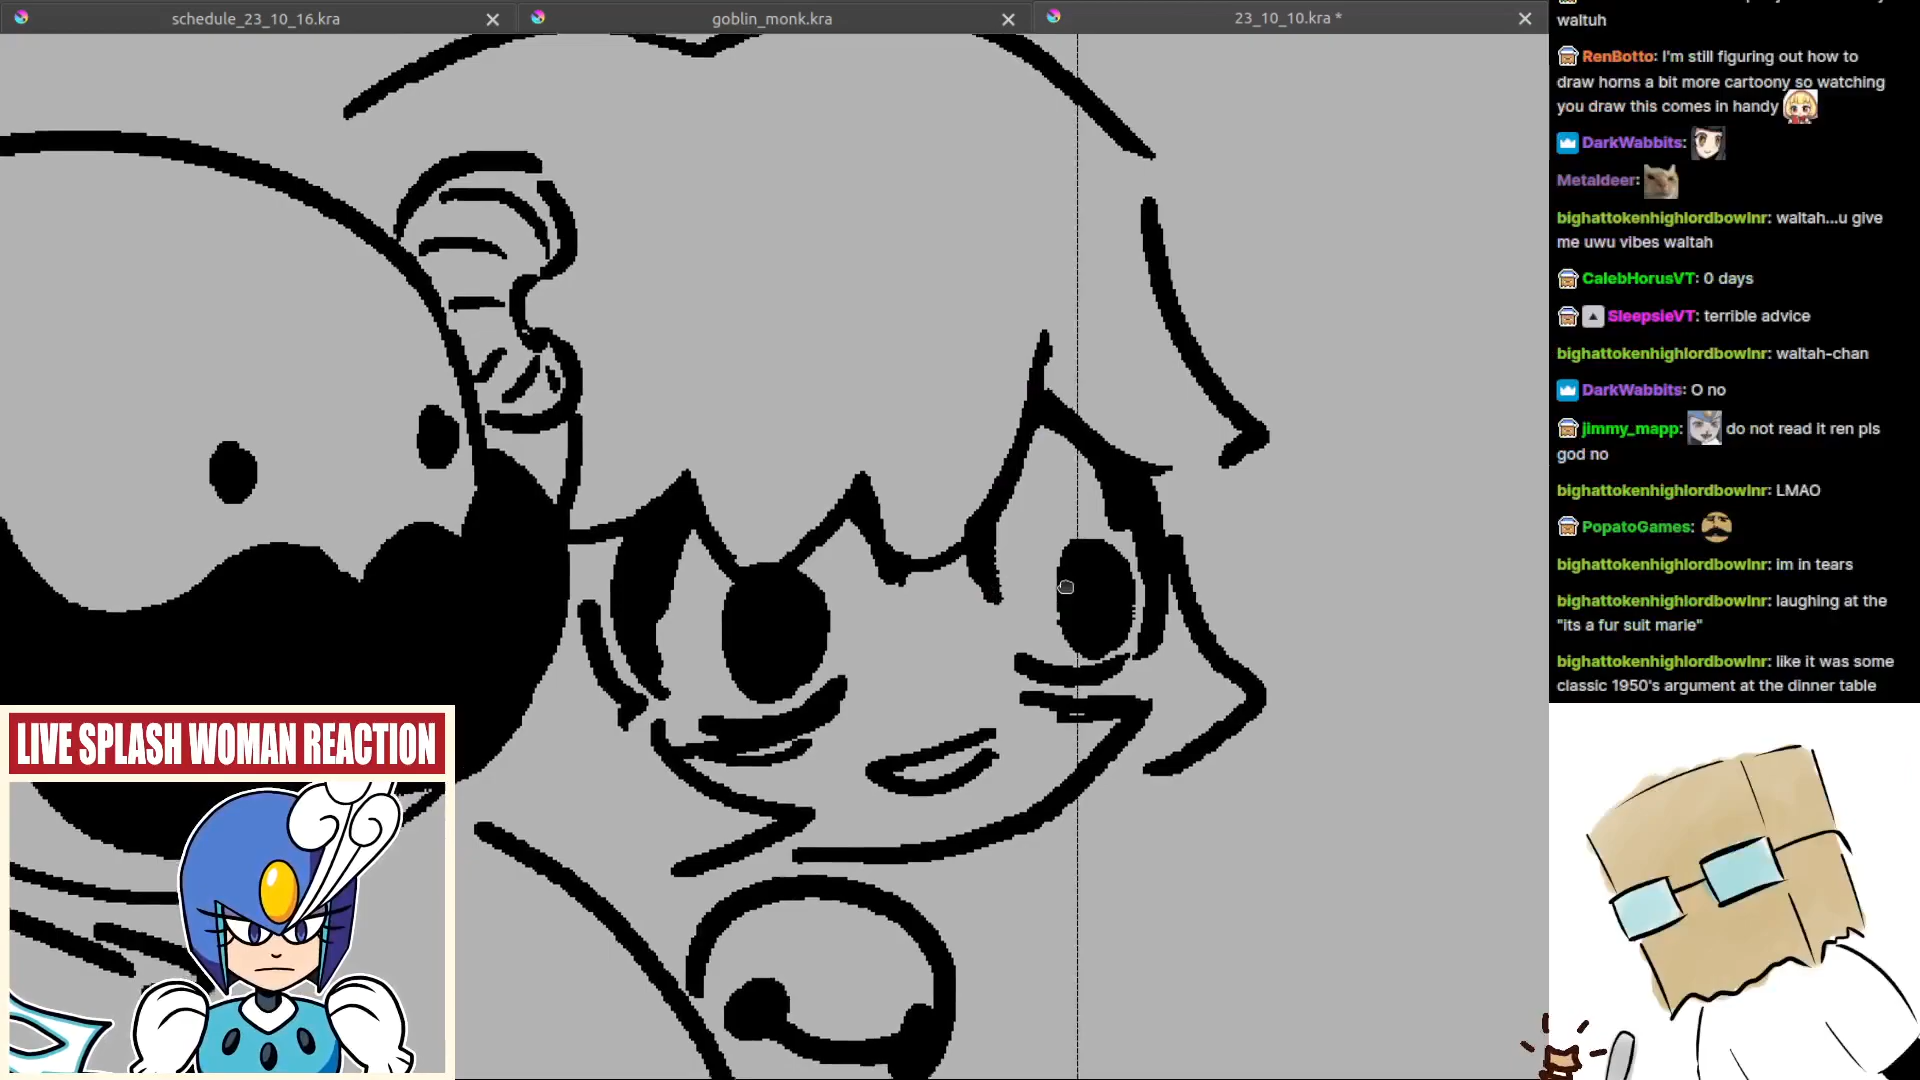 schedule_23_10_16.kra
goblin_monk.kra
23_10_10.kra *
waltuh
RenBotto: I'm still figuring out how to
draw horns a bit more cartoony so watching
you draw this comes in handy
DarkWabbits:
Metaldeer:
bighattokenhighlordbowlnr: waltah...u give
me uwu vibes waltah
CalebHorusVT: 0 days
SleepsieVT: terrible advice
bighattokenhighlordbowlnr: waltah-chan
DarkWabbits: O no
jimmy_mapp: do not read it ren pls
god no
bighattokenhighlordbowlnr: LMAO
PopatoGames:
bighattokenhighlordbowlnr: im in tears
bighattokenhighlordbowlnr: laughing at the
"its a fur suit marie"
bighattokenhighlordbowlnr: like it was some
classic 1950's argument at the dinner table
LIVE SPLASH WOMAN REACTION